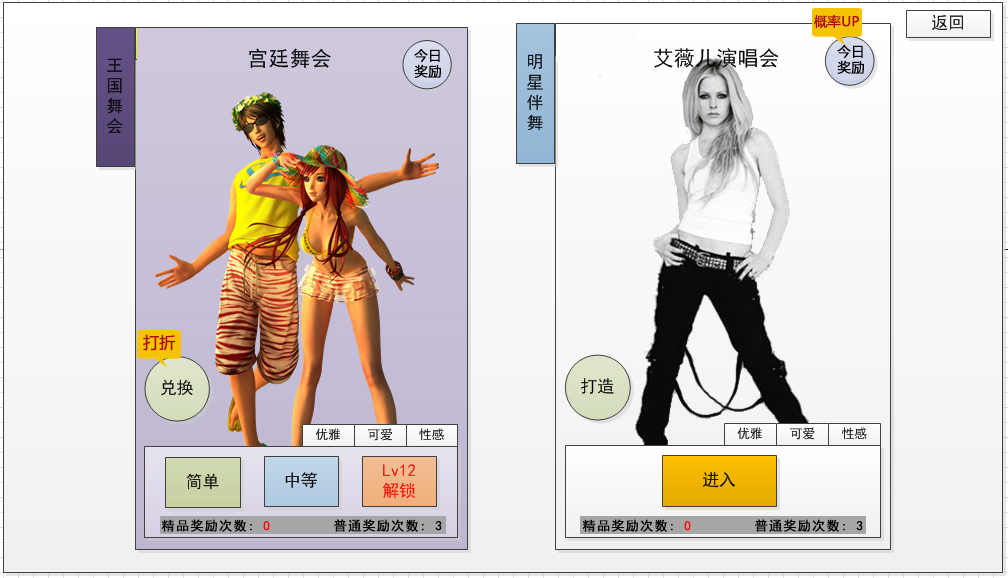 返回
王国舞会
宫廷舞会
今日
奖励
打折
兑换
优雅 可爱 性感
简单
中等
Lv12
解锁
精品奖励次数：0 普通奖励次数：3
明星伴舞
艾薇儿演唱会
概率UP
今日
奖励
打造
优雅 可爱 性感
进入
精品奖励次数：0 普通奖励次数：3